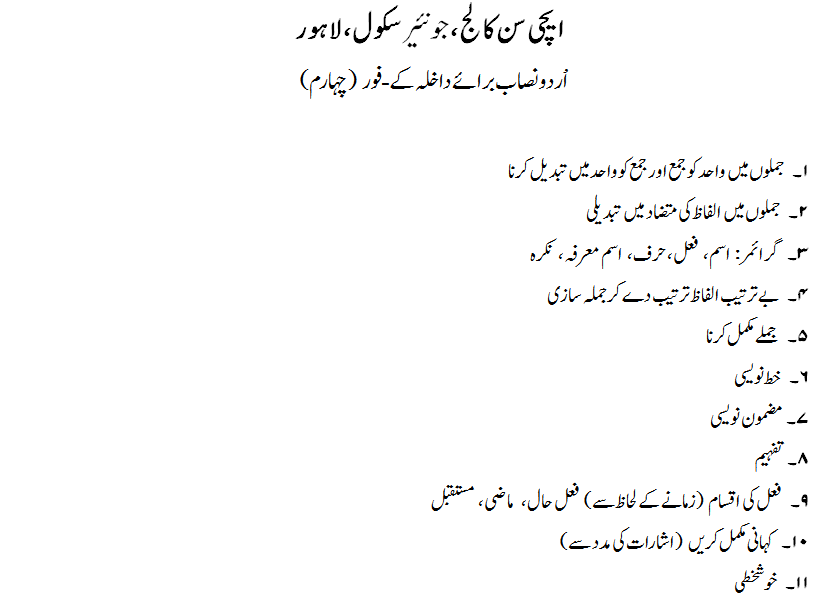 ایچی سن کالج، جونئیر سکول، لاہور
اُردو نصاب برائے داخلہ کے-فور (چہارم)
۱۔ جملوں میں واحد کو جمع اور جمع کو واحد میں تبدیل کرنا
۲۔ جملوں میں الفاظ کی متضاد میں تبدیلی
۳۔ گرائمر: اسم، فعل، حرف، اسم معرفہ، نکرہ
۴۔ بے ترتیب الفاظ ترتیب دے کر جملہ سازی
۵۔ جملے مکمل کرنا
۶۔ خط نویسی
۷۔ مضمون نویسی
۸۔ تفہیم
۹۔ فعل کی اقسام (زمانے کے لحاظ سے) فعل حال، ماضی، مستقبل
۱۰۔ کہانی مکمل کریں (اشارات کی مدد سے)
۱۱۔ خوشخطی